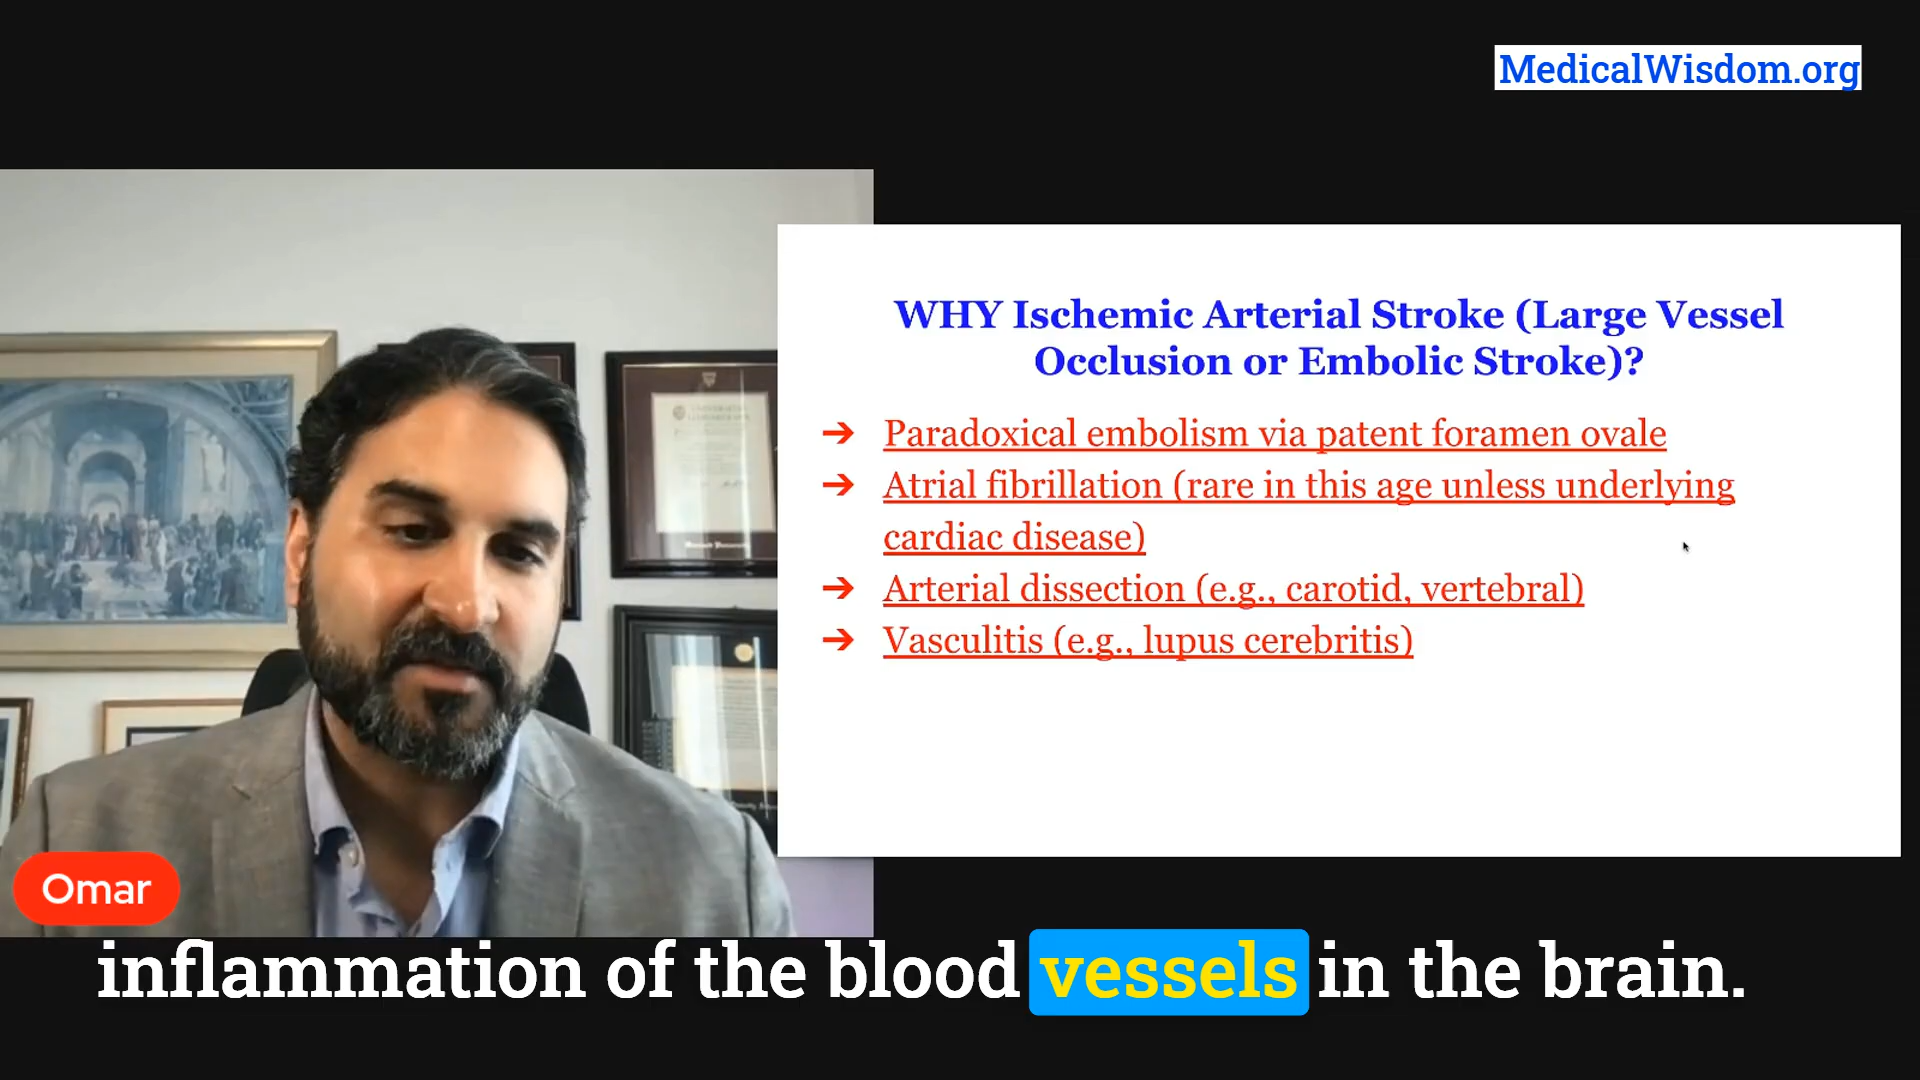 MedicalWisdom.org
WHY Ischemic Arterial Stroke (Large Vessel
Occlusion or Embolic Stroke)?
➔ Paradoxical embolism via patent foramen ovale
➔ Atrial fibrillation (rare in this age unless underlying
cardiac disease)
➔ Arterial dissection (e.g., carotid, vertebral)
➔ Vasculitis (e.g., lupus cerebritis)
Omar
inflammation of the blood vessels in the brain.